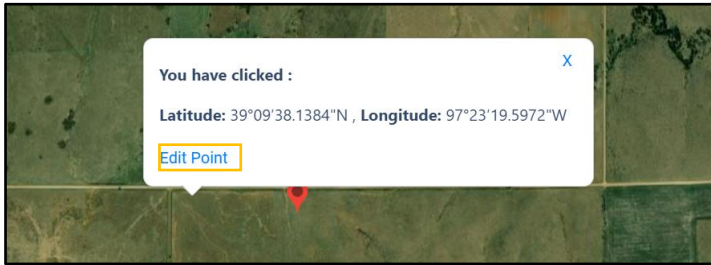 X
You have clicked :
Latitude: 39°09'38.1384"N , Longitude: 97°23'19.5972"W
Edit Point